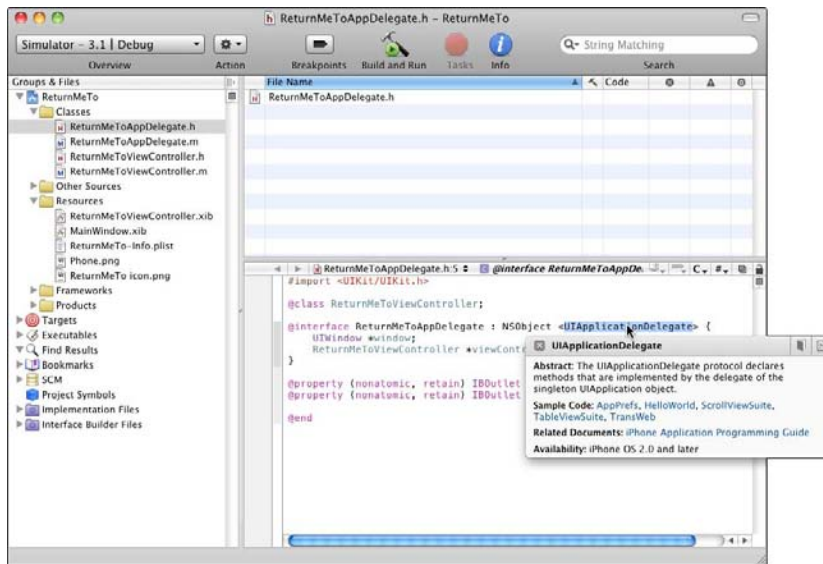 ReturnMeToAppDelegate.h - ReturnMeTo
Simulator - 3.1 | Debug
String Matching
Overview
Action
Breakpoints
Build and Run
Tasks
Info
Search
Groups & Files
ReturnMeTo
Classes
ReturnMeToAppDelegate.h
ReturnMeToAppDelegate.m
ReturnMeToViewController.h
ReturnMeToViewController.m
Other Sources
Resources
ReturnMeToViewController.xib
MainWindow.xib
ReturnMeTo-Info.plist
Phone.png
ReturnMeTo icon.png
Frameworks
Products
Targets
Executables
Find Results
Bookmarks
SCM
Project Symbols
Implementation Files
Interface Builder Files
File Name
Code
ReturnMeToAppDelegate.h
ReturnMeToAppDelegate.h:5
@interface ReturnMeToAppDe
C
#
#import <UIKit/UIKit.h>
@class ReturnMeToViewController;
@interface ReturnMeToAppDelegate : NSObject <UIApplicationDelegate> {
UIWindow *window;
ReturnMeToViewController *viewCont
}
@property (nonatomic, retain) IBOutlet
@property (nonatomic, retain) IBOutlet
@end
UIApplicationDelegate
Abstract: The UIApplicationDelegate protocol declares
methods that are implemented by the delegate of the
singleton UIApplication object.
Sample Code: AppPrefs, HelloWorld, ScrollViewSuite,
TableViewSuite, TransWeb
Related Documents: iPhone Application Programming Guide
Availability: iPhone OS 2.0 and later